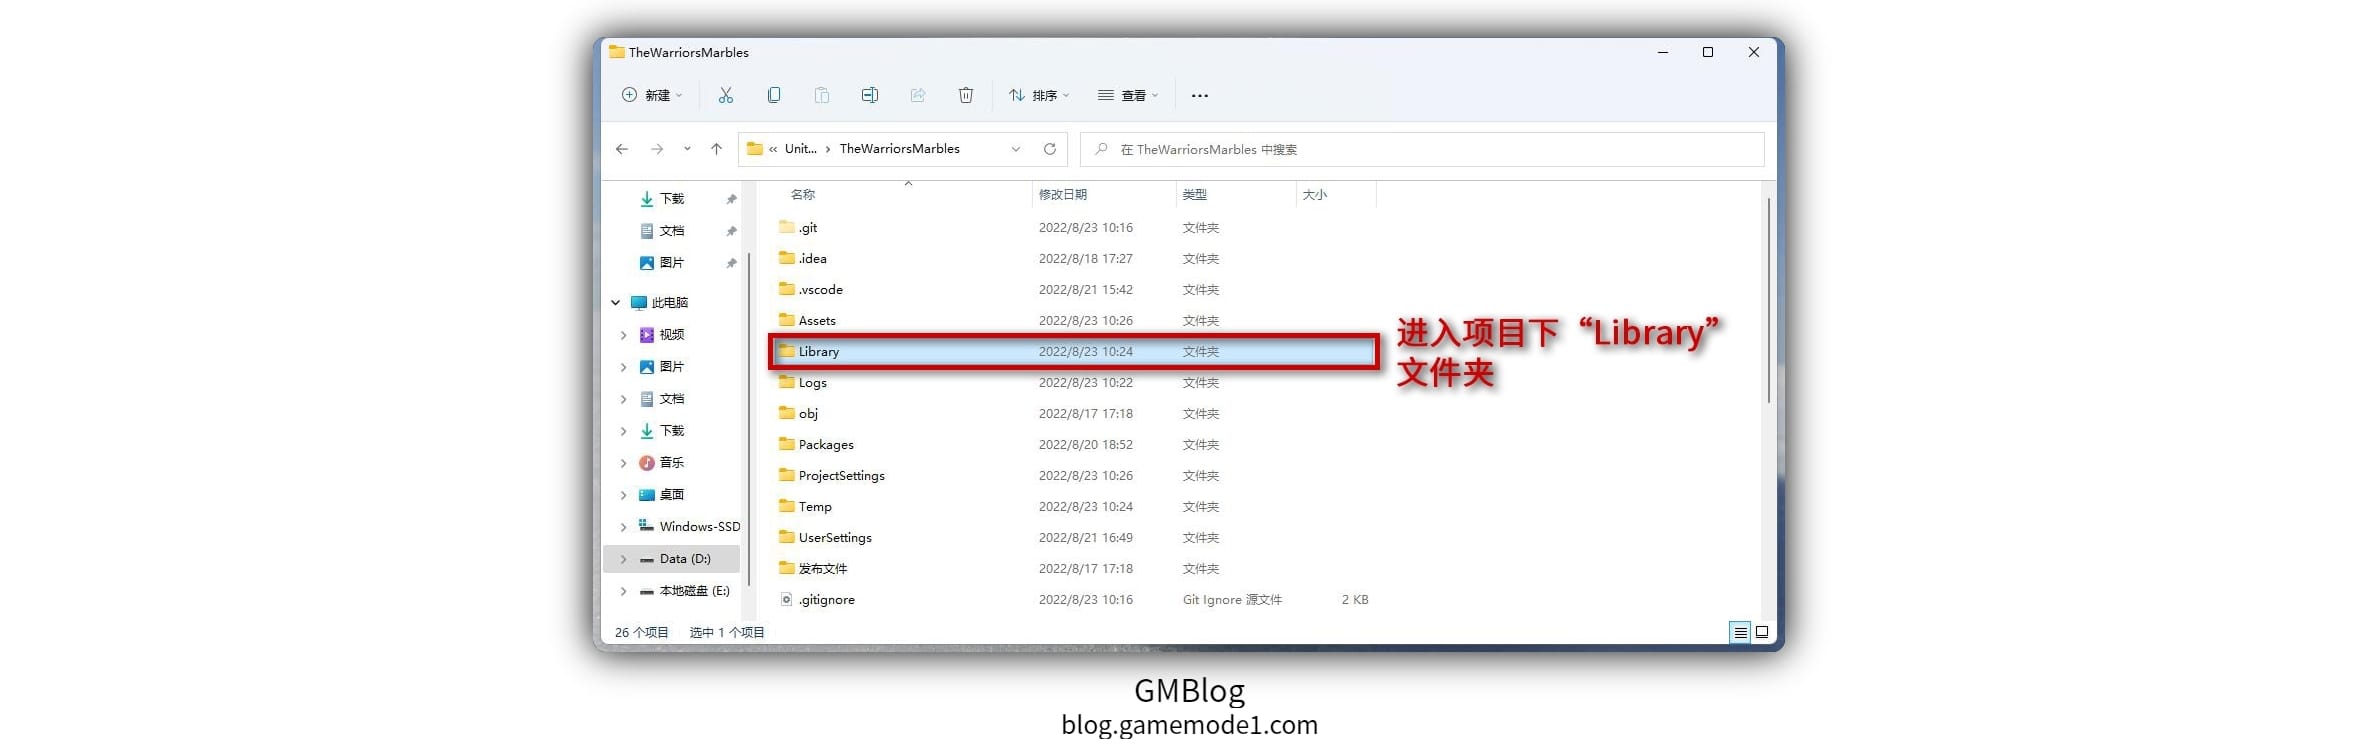 TheWarriorsMarbles
新建
排序
查看
« Unit... › TheWarriorsMarbles
在 TheWarriorsMarbles 中搜索
下载
文档
图片
此电脑
视频
图片
文档
下载
音乐
桌面
Windows-SSD
Data (D:)
本地磁盘 (E:)
名称 修改日期 类型 大小
.git 2022/8/23 10:16 文件夹
.idea 2022/8/18 17:27 文件夹
.vscode 2022/8/21 15:42 文件夹
Assets 2022/8/23 10:26 文件夹
Library 2022/8/23 10:24 文件夹
Logs 2022/8/23 10:22 文件夹
obj 2022/8/17 17:18 文件夹
Packages 2022/8/20 18:52 文件夹
ProjectSettings 2022/8/23 10:26 文件夹
Temp 2022/8/23 10:24 文件夹
UserSettings 2022/8/21 16:49 文件夹
发布文件 2022/8/17 17:18 文件夹
.gitignore 2022/8/23 10:16 Git Ignore 源文件 2 KB
进入项目下“Library”
文件夹
26 个项目 选中 1 个项目
GMBlog
blog.gamemode1.com